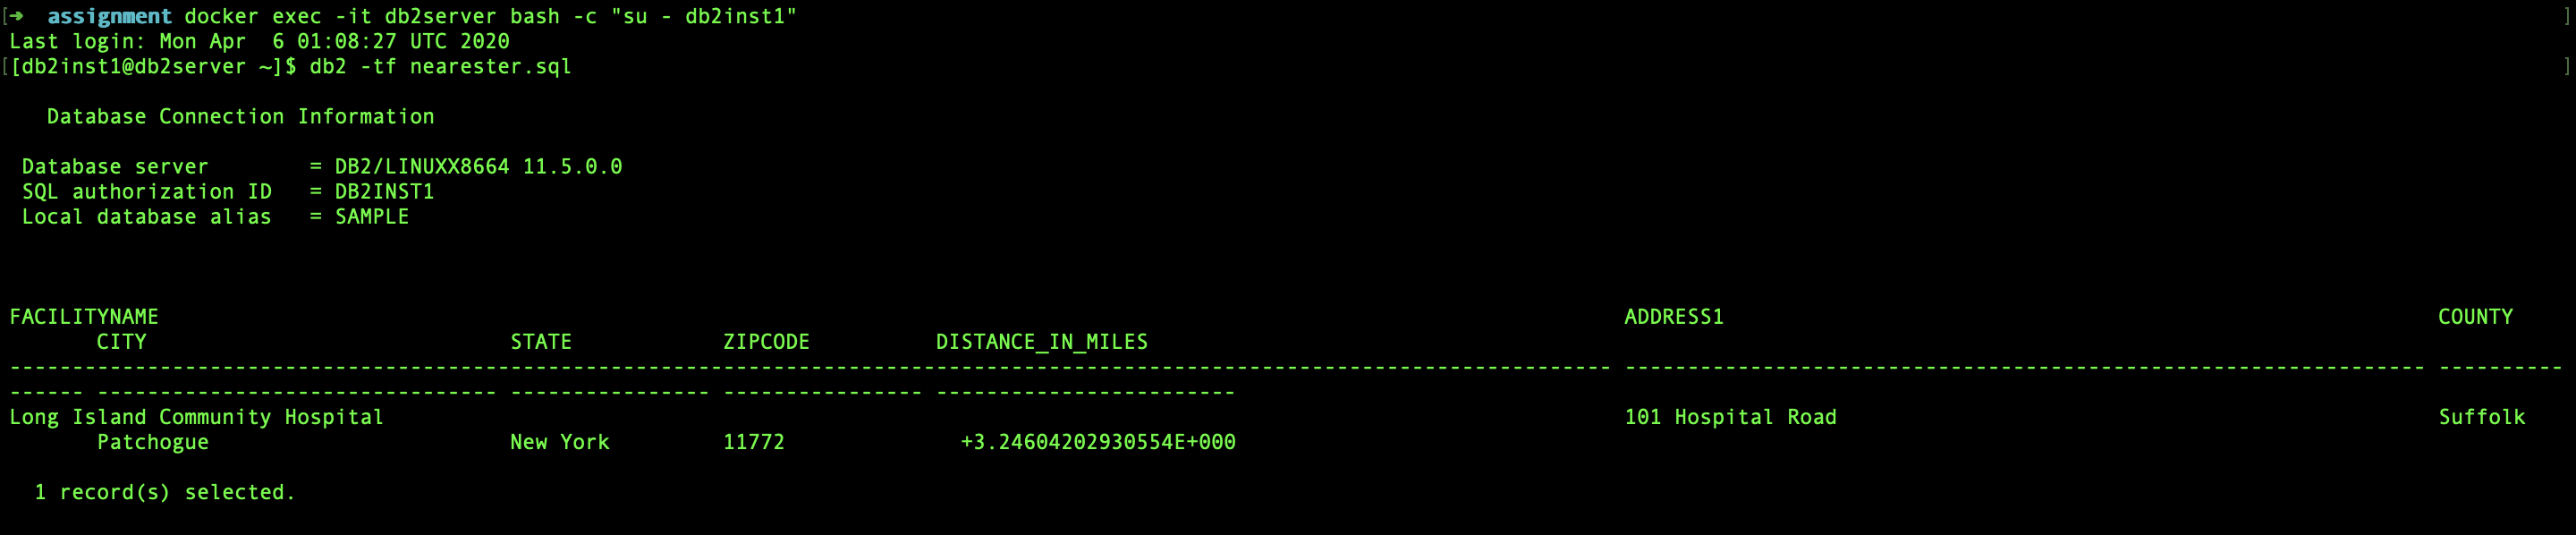 [➜  assignment docker exec -it db2server bash -c "su - db2inst1" ]
Last login: Mon Apr  6 01:08:27 UTC 2020
[[db2inst1@db2server ~]$ db2 -tf nearester.sql ]
   Database Connection Information
 Database server        = DB2/LINUXX8664 11.5.0.0
 SQL authorization ID   = DB2INST1
 Local database alias   = SAMPLE
FACILITYNAME ADDRESS1 COUNTY
       CITY STATE ZIPCODE DISTANCE_IN_MILES
-------------------------------------------------------------------------------------------------------------------------------- ---------------------------------------------------------------- ----------
------ -------------------------------- ---------------- ---------------- ------------------------
Long Island Community Hospital 101 Hospital Road Suffolk
       Patchogue New York 11772 +3.24604202930554E+000
  1 record(s) selected.